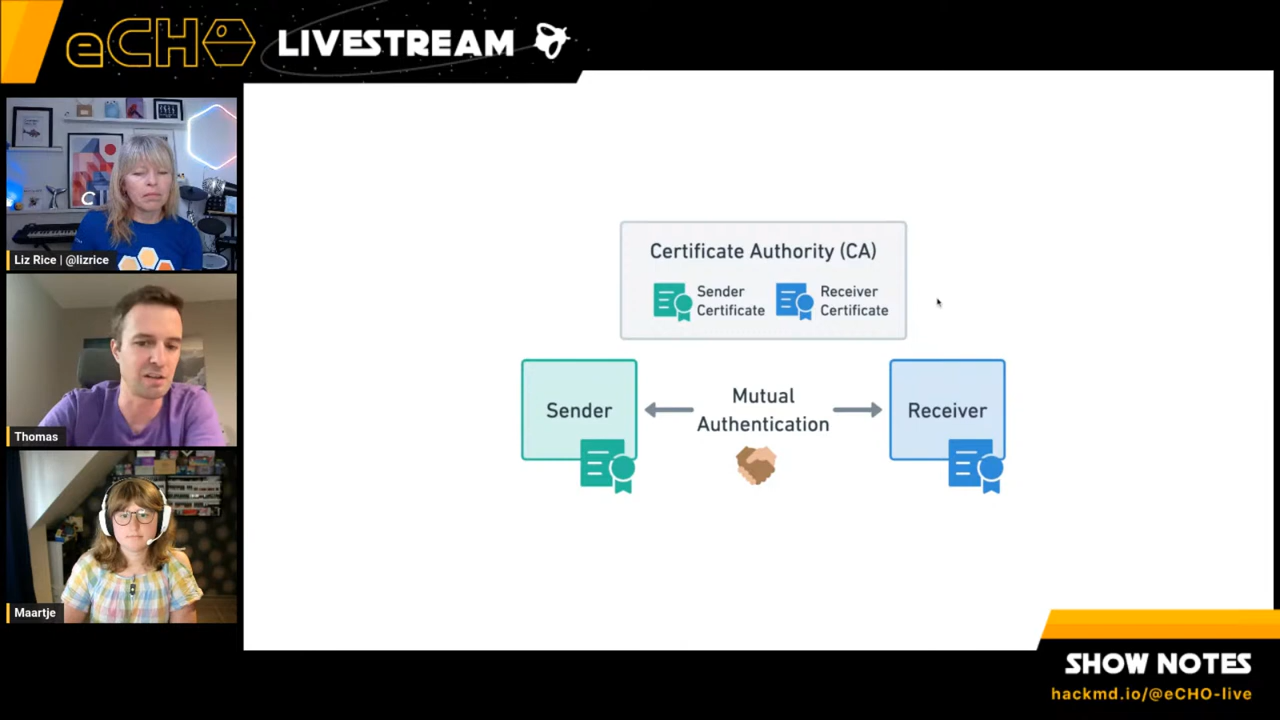 eCHO LIVESTREAM
Liz Rice | @lizrice
Thomas
Maartje
Certificate Authority (CA)
Sender
Certificate
Receiver
Certificate
Sender
Mutual
Authentication
Receiver
SHOW NOTES
hackmd.io/@eCHO-live